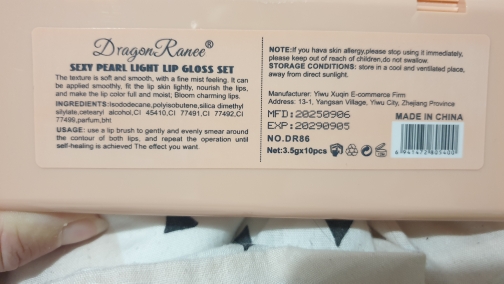 DragonRanee®
SEXY PEARL LIGHT LIP GLOSS SET
The texture is soft and smooth, with a fine mist feeling. It can
be applied smoothly, fit the lip skin lightly, nourish the lips,
and make the lip color full and moist; Bloom charming lips.
INGREDIENTS:Isododecane,polyisobutene,silica dimethyl
silylate,cetearyl alcohol,CI 45410,CI 77491,CI 77492,CI
77499,parfum,bht
USAGE: use a lip brush to gently and evenly smear around
the contour of both lips, and repeat the operation until
self-healing is achieved The effect you want.
NOTE:If you hava skin allergy,please stop using it immediately,
please keep out of reach of children,do not swallow.
STORAGE CONDITIONS: store in a cool and ventilated place,
away from direct sunlight.
Manufacturer: Yiwu Xuqin E-commerce Firm
Address: 13-1, Yangsan Village, Yiwu City, Zhejiang Province
MFD:20250906
EXP:20290905
NO.DR86
Net:3.5gx10pcs
MADE IN CHINA
6 941472 805400